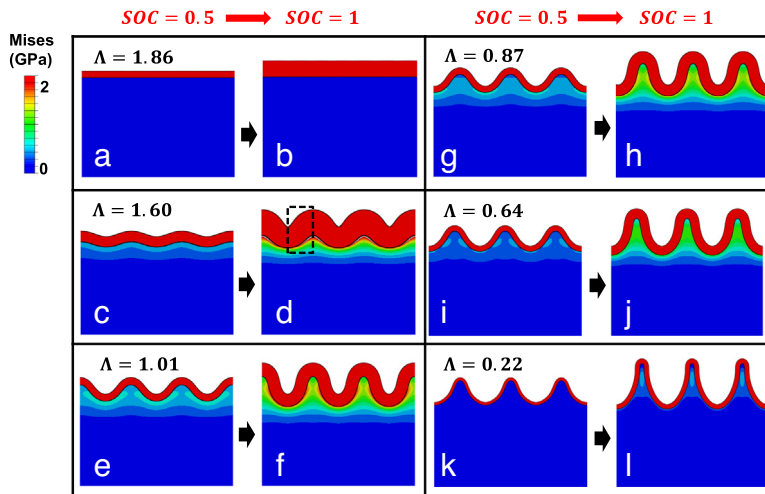 SOC = 0.5 SOC = 1 SOC = 0.5 SOC = 1
Mises
(GPa)
2
0
Λ = 1.86
a b
Λ = 0.87
g h
Λ = 1.60
c d
Λ = 0.64
i j
Λ = 1.01
e f
Λ = 0.22
k l